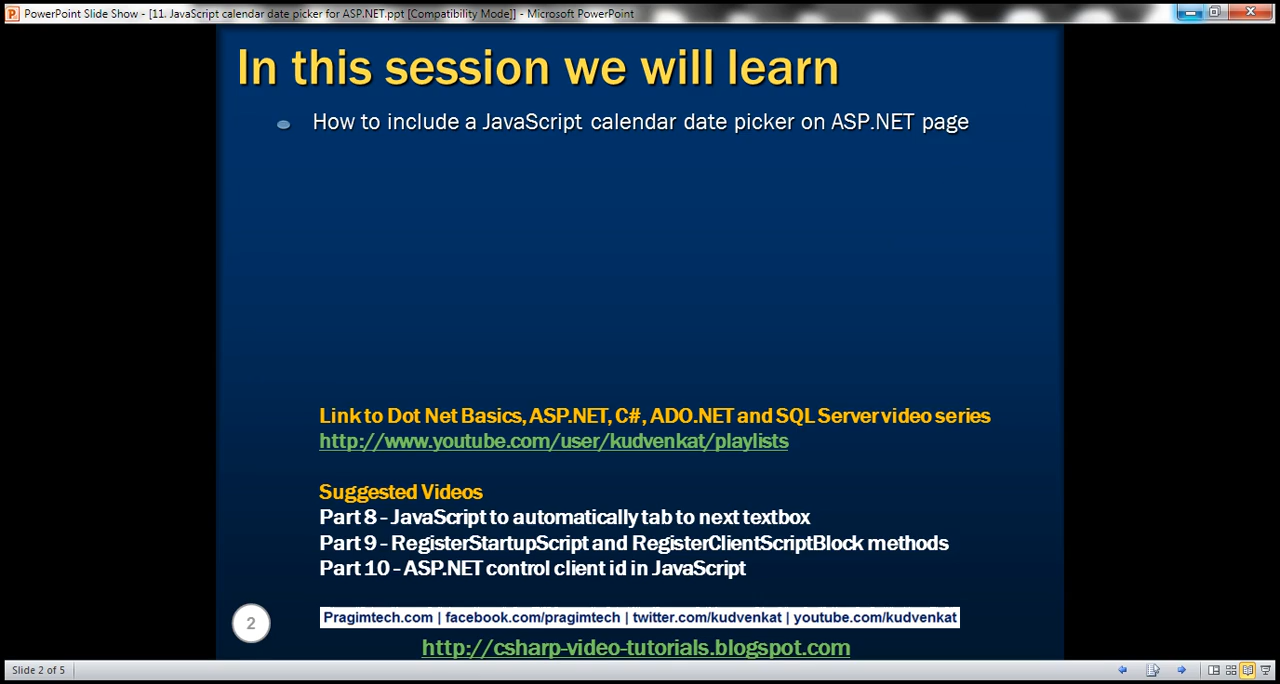 PowerPoint Slide Show - [11. JavaScript calendar date picker for ASP.NET.ppt [Compatibility Mode]] - Microsoft PowerPoint
In this session we will learn
How to include a JavaScript calendar date picker on ASP.NET page
Link to Dot Net Basics, ASP.NET, C#, ADO.NET and SQL Server video series
http://www.youtube.com/user/kudvenkat/playlists
Suggested Videos
Part 8 - JavaScript to automatically tab to next textbox
Part 9 - RegisterStartupScript and RegisterClientScriptBlock methods
Part 10 - ASP.NET control client id in JavaScript
2
Pragimtech.com | facebook.com/pragimtech | twitter.com/kudvenkat | youtube.com/kudvenkat
http://csharp-video-tutorials.blogspot.com
Slide 2 of 5